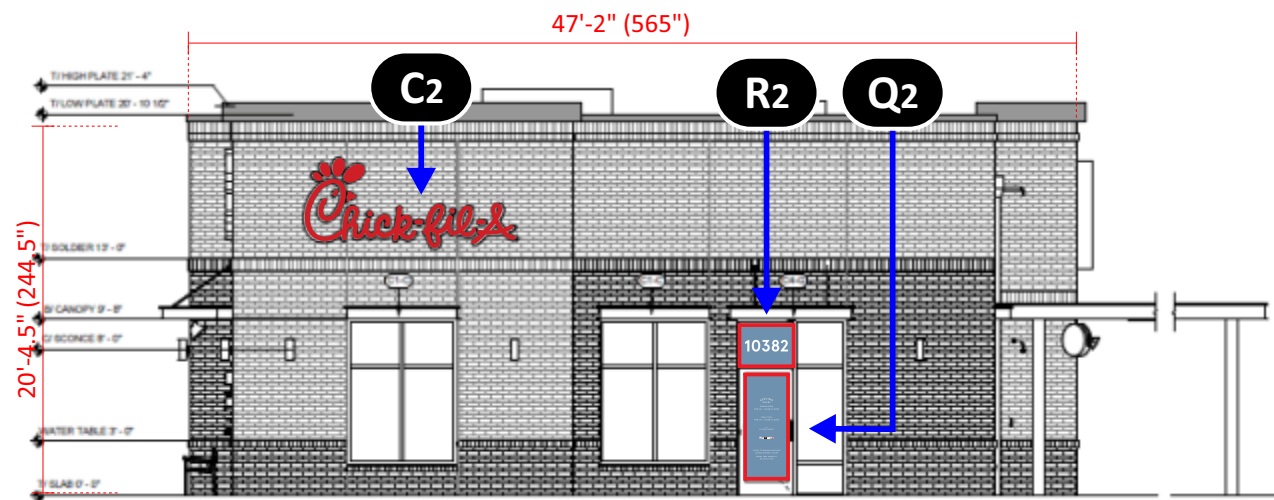 47'-2" (565")
C2
R2
Q2
T/ HIGH PLATE 21' - 4"
T/ LOW PLATE 20' - 10 1/2"
Chick-fil-A
20'-4.5" (244.5")
T/ SOLDIER 13' - 0"
B/ CANOPY 9' - 8"
C/ SCONCE 8' - 0"
10382
WATER TABLE 3' - 0"
T/ SLAB 0' - 0"